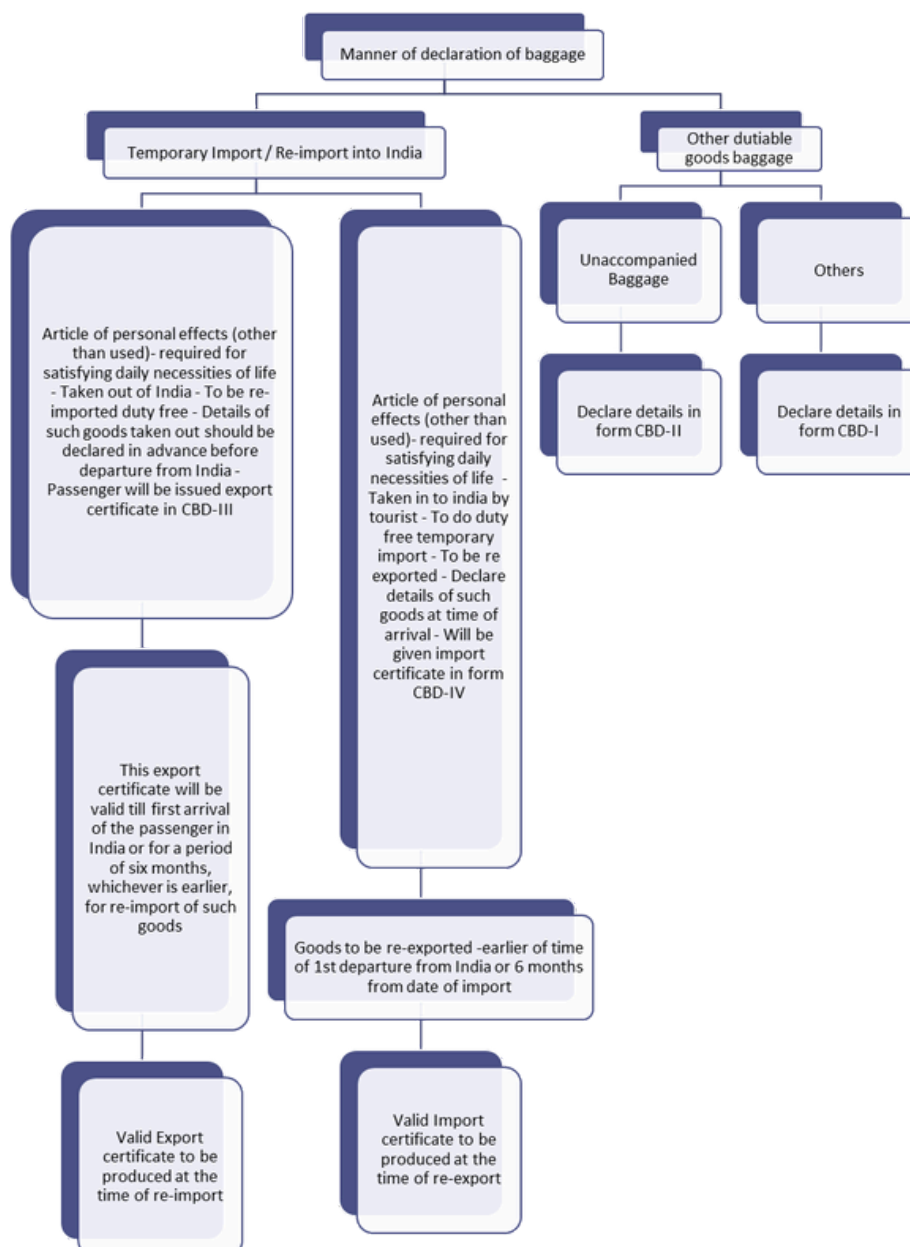 Manner of declaration of baggage
Temporary Import / Re-import into India
Other dutiable
goods baggage
Article of personal effects (other
than used)- required for
satisfying daily necessities of life
- Taken out of India - To be re-
imported duty free - Details of
such goods taken out should be
declared in advance before
departure from India -
Passenger will be issued export
certificate in CBD-III
This export
certificate will be
valid till first arrival
of the passenger in
India or for a period
of six months,
whichever is earlier,
for re-import of such
goods
Valid Export
certificate to be
produced at the
time of re-import
Article of personal
effects (other than
used)- required for
satisfying daily
necessities of life -
Taken in to india by
tourist - To do duty
free temporary
import - To be re
exported - Declare
details of such
goods at time of
arrival - Will be
given import
certificate in form
CBD-IV
Goods to be re-exported -earlier of time
of 1st departure from India or 6 months
from date of import
Valid Import
certificate to be
produced at the
time of re-export
Unaccompanied
Baggage
Declare details in
form CBD-II
Others
Declare details in
form CBD-I